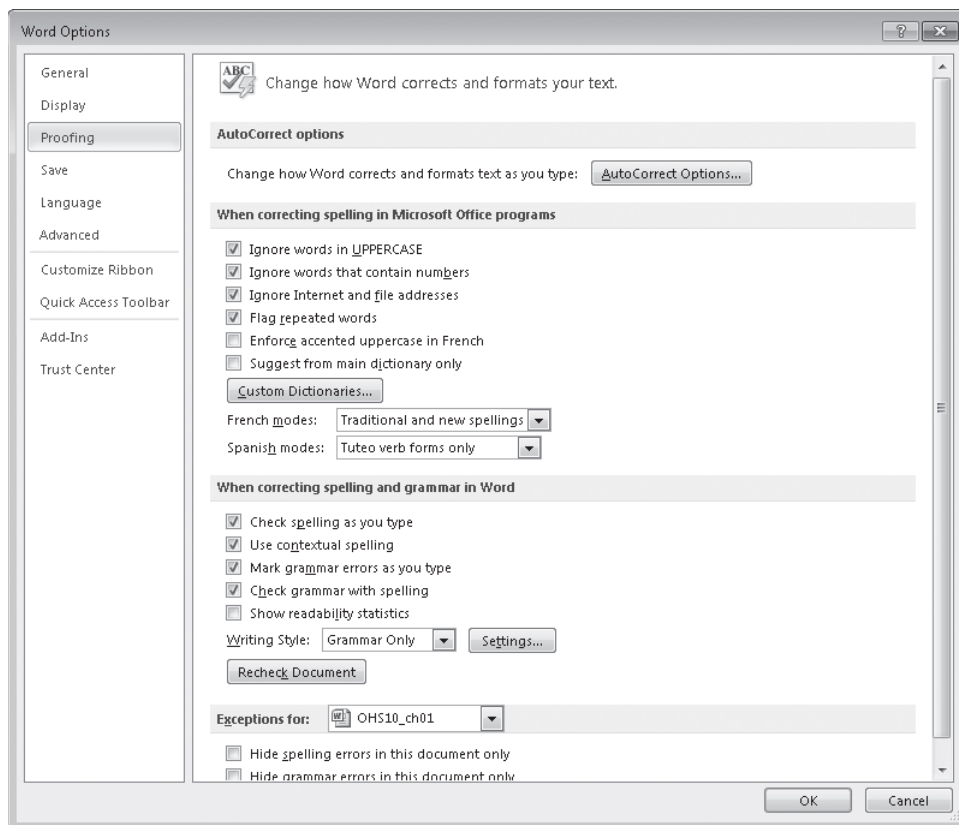 Word Options
General
Display
Proofing
Save
Language
Advanced
Customize Ribbon
Quick Access Toolbar
Add-Ins
Trust Center
ABC
Change how Word corrects and formats your text.
AutoCorrect options
Change how Word corrects and formats text as you type: AutoCorrect Options...
When correcting spelling in Microsoft Office programs
Ignore words in UPPERCASE
Ignore words that contain numbers
Ignore Internet and file addresses
Flag repeated words
Enforce accented uppercase in French
Suggest from main dictionary only
Custom Dictionaries...
French modes: Traditional and new spellings
Spanish modes: Tuteo verb forms only
When correcting spelling and grammar in Word
Check spelling as you type
Use contextual spelling
Mark grammar errors as you type
Check grammar with spelling
Show readability statistics
Writing Style: Grammar Only Settings...
Recheck Document
Exceptions for: OHS10_ch01
Hide spelling errors in this document only
Hide grammar errors in this document only
OK Cancel